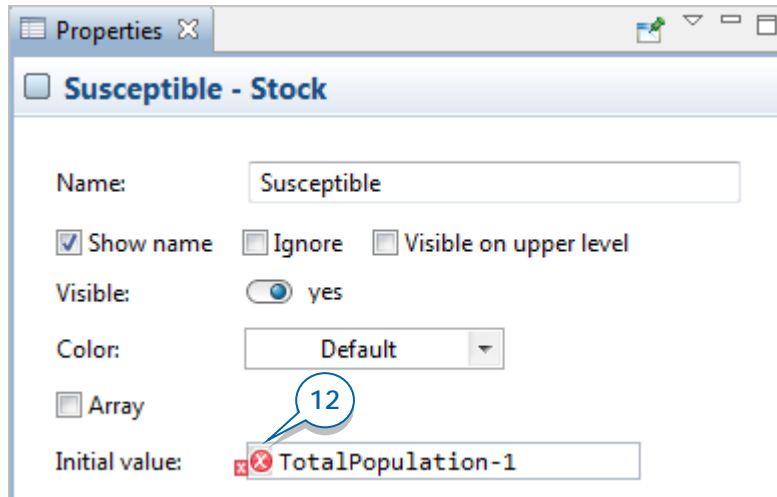 Properties
Susceptible - Stock
Name: Susceptible
Show name Ignore Visible on upper level
Visible: yes
Color: Default
Array
12
Initial value: TotalPopulation-1